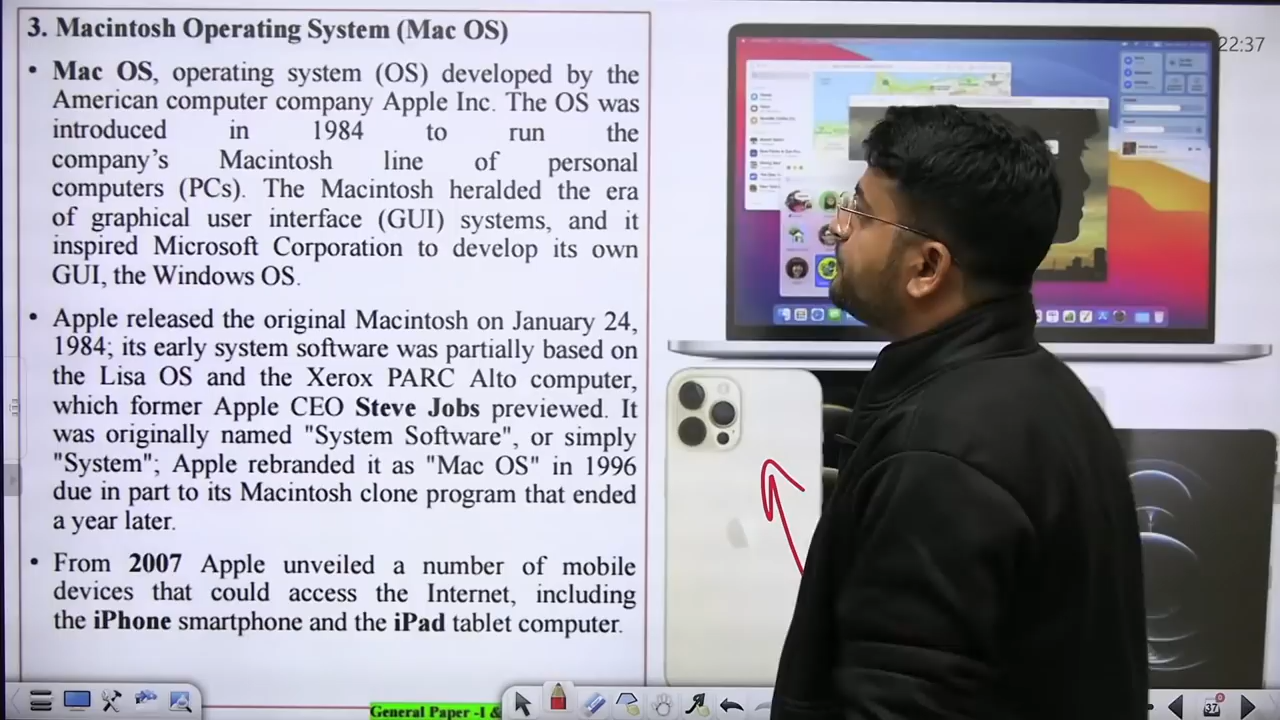 3. Macintosh Operating System (Mac OS)
22:37
• Mac OS, operating system (OS) developed by the
American computer company Apple Inc. The OS was
introduced in 1984 to run the
company's Macintosh line of personal
computers (PCs). The Macintosh heralded the era
of graphical user interface (GUI) systems, and it
inspired Microsoft Corporation to develop its own
GUI, the Windows OS.
• Apple released the original Macintosh on January 24,
1984; its early system software was partially based on
the Lisa OS and the Xerox PARC Alto computer,
which former Apple CEO Steve Jobs previewed. It
was originally named "System Software", or simply
"System"; Apple rebranded it as "Mac OS" in 1996
due in part to its Macintosh clone program that ended
a year later.
• From 2007 Apple unveiled a number of mobile
devices that could access the Internet, including
the iPhone smartphone and the iPad tablet computer.
General Paper -I &
37